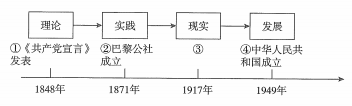 理论
实践
现实
发展
①《共产党宣言》
发表
②巴黎公社
成立
③
④中华人民共
和国成立
1848年
1871年
1917年
1949年